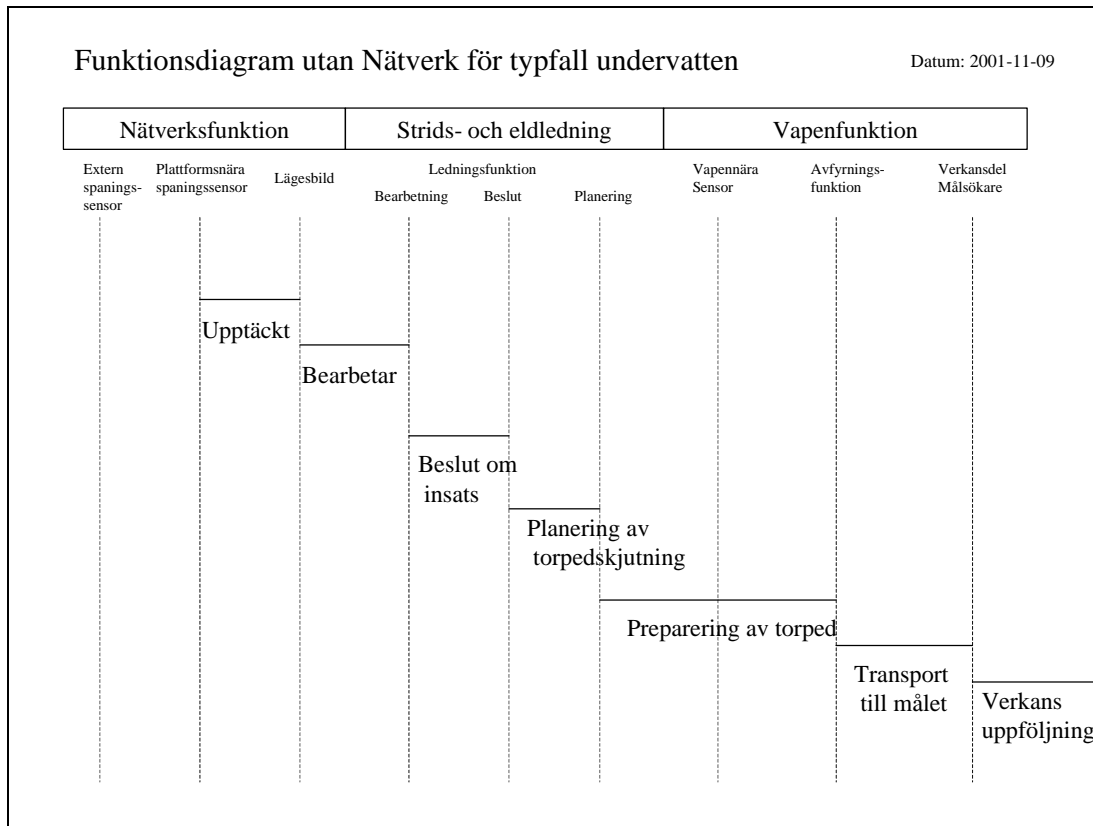 Funktionsdiagram utan Nätverk för typfall undervatten
Datum: 2001-11-09
Nätverksfunktion
Strids- och eldledning
Vapenfunktion
Extern
spanings-
sensor
Plattformsnära
spaningssensor
Lägesbild
Ledningsfunktion
Bearbetning
Beslut
Planering
Vapennära
Sensor
Avfyrnings-
funktion
Verkansdel
Målsökare
Upptäckt
Bearbetar
Beslut om
insats
Planering av
torpedskjutning
Preparering av torped
Transport
till målet
Verkans
uppföljning